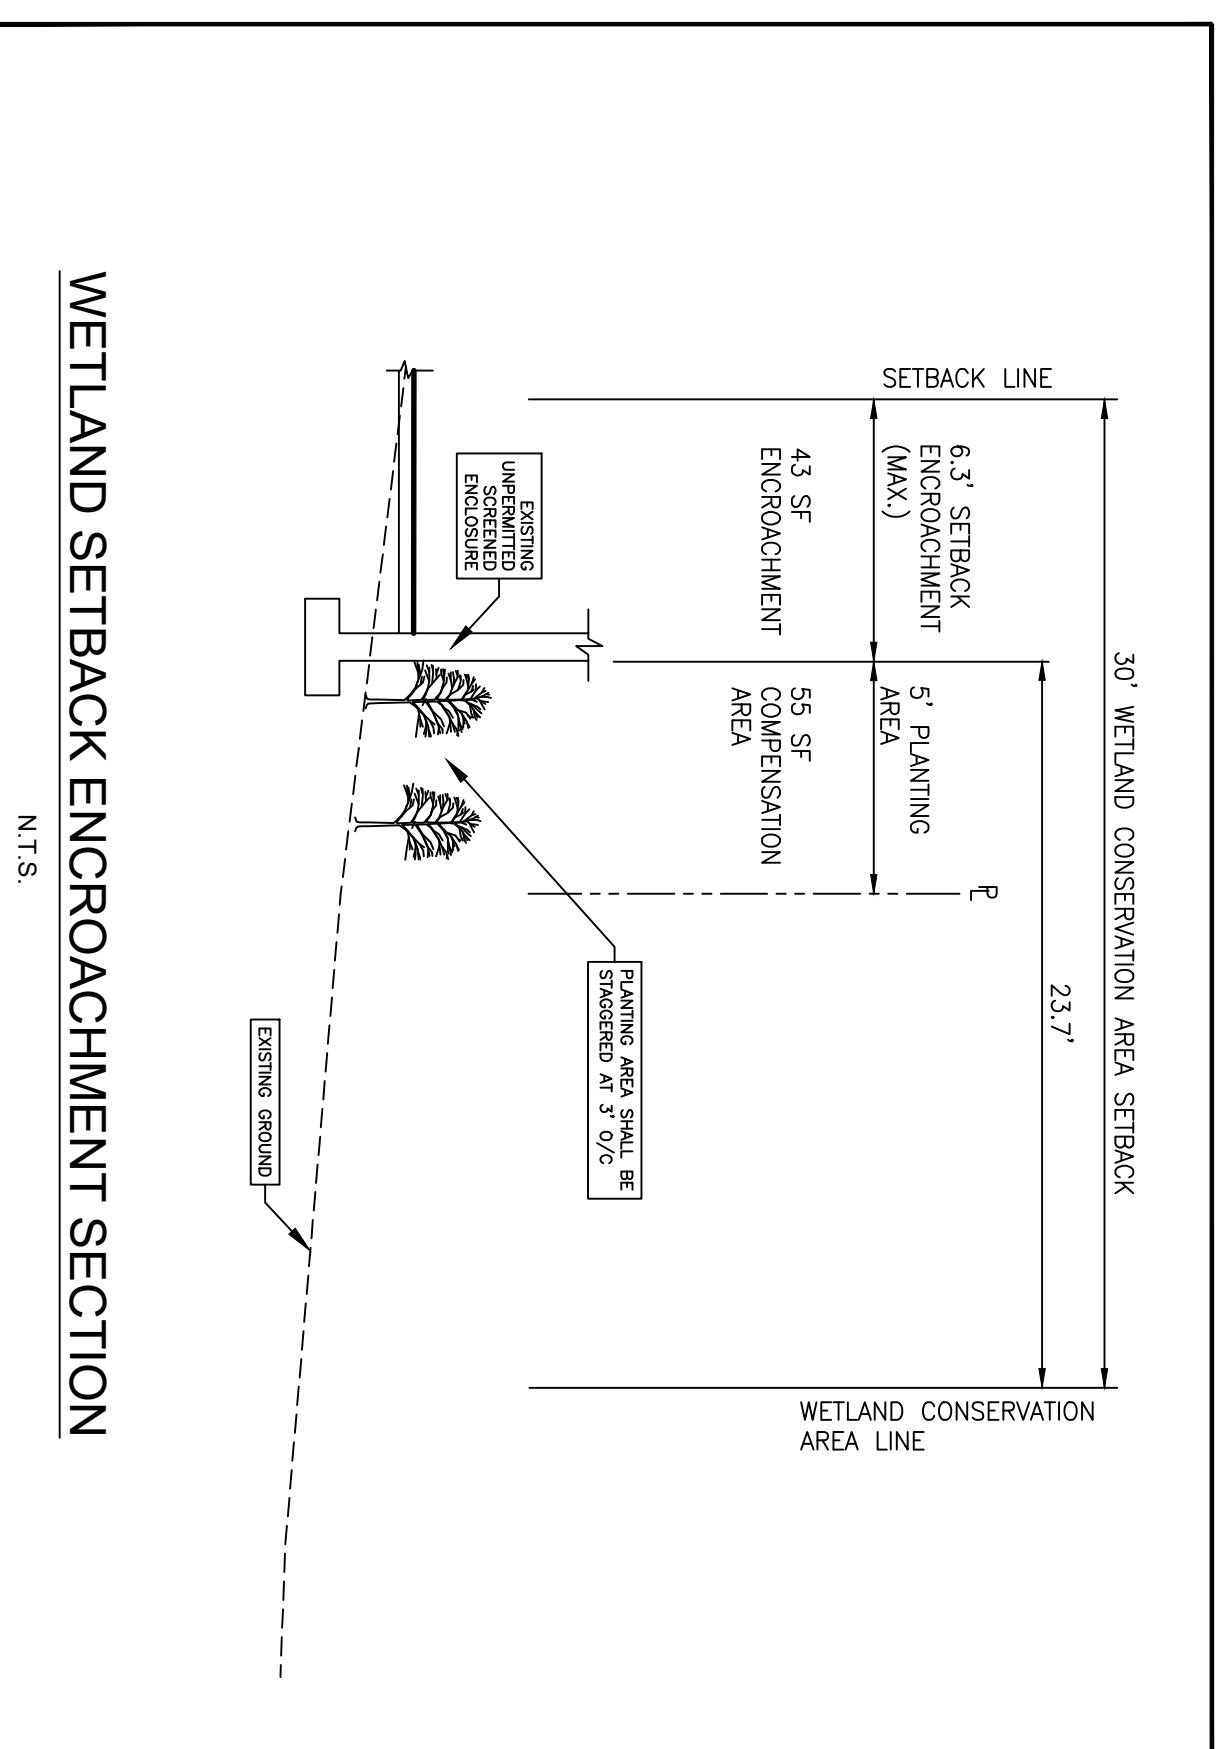 30' WETLAND CONSERVATION AREA SETBACK
23.7'
SETBACK LINE
6.3' SETBACK
ENCROACHMENT
(MAX.)
5' PLANTING
AREA
PL
WETLAND CONSERVATION
AREA LINE
43 SF
ENCROACHMENT
55 SF
COMPENSATION
AREA
PLANTING AREA SHALL BE
STAGGERED AT 3' O/C
EXISTING
UNPERMITTED
SCREENED
ENCLOSURE
EXISTING GROUND
WETLAND SETBACK ENCROACHMENT SECTION
N.T.S.